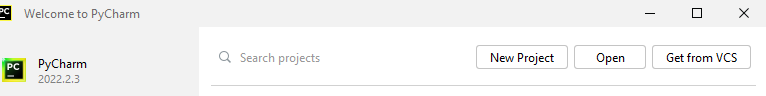 PC Welcome to PyCharm
Search projects New Project Open Get from VCS
PC PyCharm
2022.2.3